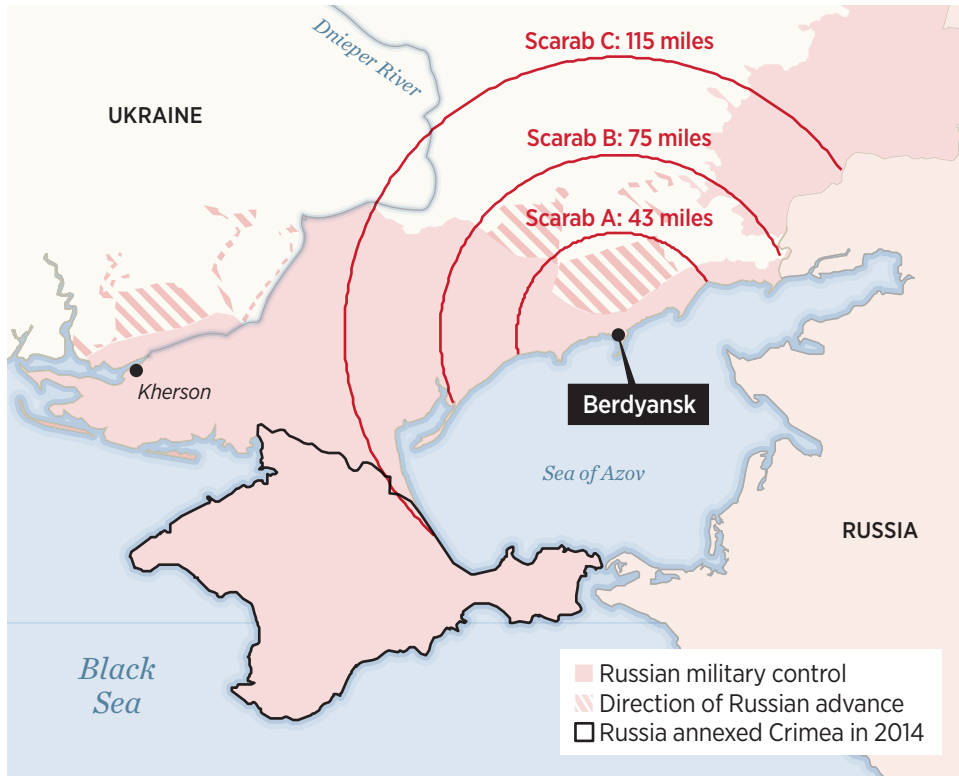 Scarab C: 115 miles
Dnieper River
UKRAINE
Scarab B: 75 miles
Scarab A: 43 miles
Kherson
Berdyansk
Sea of Azov
RUSSIA
Black
Sea
Russian military control
Direction of Russian advance
Russia annexed Crimea in 2014